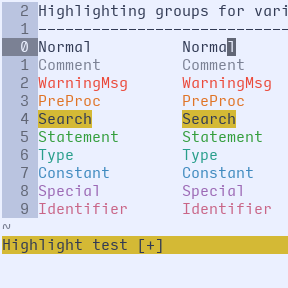 2 Highlighting groups for vari
1 ------------------------------
0 Normal Normal
1 Comment Comment
2 WarningMsg WarningMsg
3 PreProc PreProc
4 Search Search
5 Statement Statement
6 Type Type
7 Constant Constant
8 Special Special
9 Identifier Identifier
~
Highlight test [+]